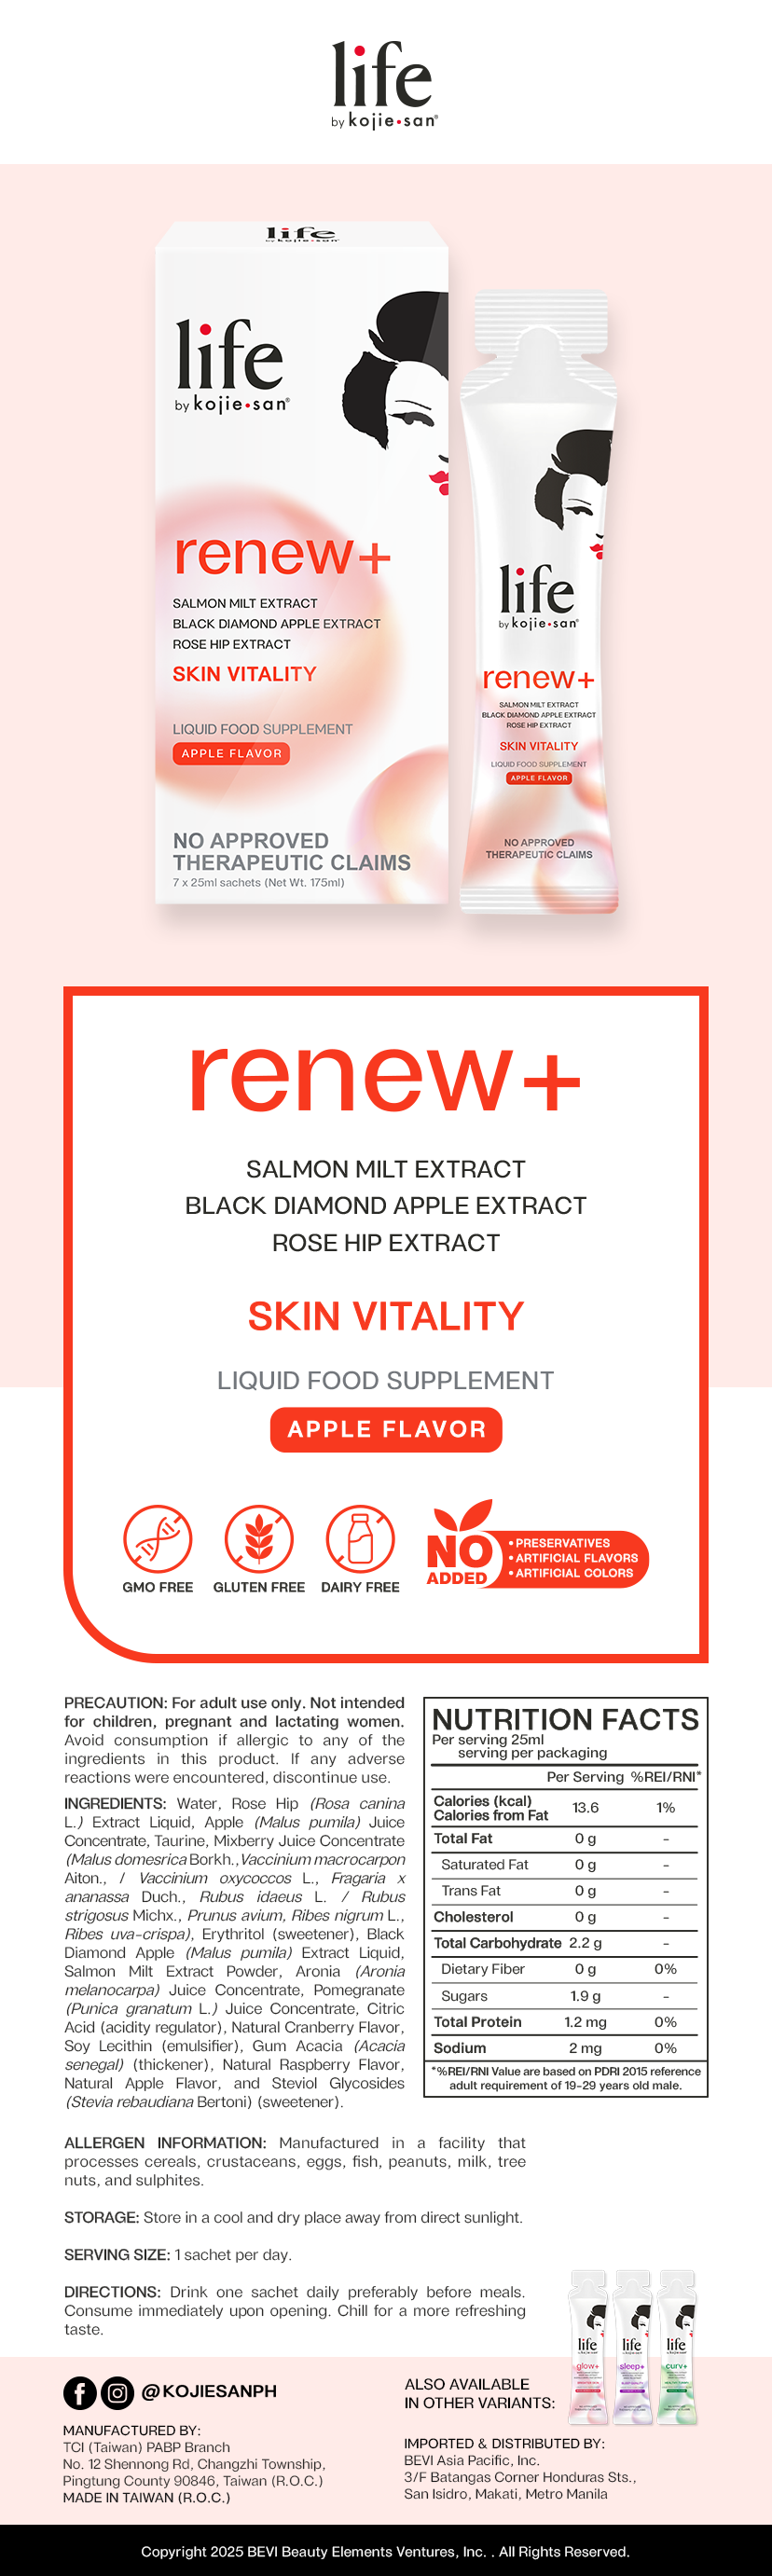 life
by kojie•san®
life
by kojie•san
life
by kojie•san®
renew+
SALMON MILT EXTRACT
BLACK DIAMOND APPLE EXTRACT
ROSE HIP EXTRACT
SKIN VITALITY
LIQUID FOOD SUPPLEMENT
APPLE FLAVOR
NO APPROVED
THERAPEUTIC CLAIMS
7 x 25ml sachets (Net Wt. 175ml)
life
by kojie•san®
renew+
SALMON MILT EXTRACT
BLACK DIAMOND APPLE EXTRACT
ROSE HIP EXTRACT
SKIN VITALITY
LIQUID FOOD SUPPLEMENT
APPLE FLAVOR
NO APPROVED
THERAPEUTIC CLAIMS
renew+
SALMON MILT EXTRACT
BLACK DIAMOND APPLE EXTRACT
ROSE HIP EXTRACT
SKIN VITALITY
LIQUID FOOD SUPPLEMENT
APPLE FLAVOR
GMO FREE
GLUTEN FREE
DAIRY FREE
NO
ADDED
• PRESERVATIVES
• ARTIFICIAL FLAVORS
• ARTIFICIAL COLORS
PRECAUTION: For adult use only. Not intended
for children, pregnant and lactating women.
Avoid consumption if allergic to any of the
ingredients in this product. If any adverse
reactions were encountered, discontinue use.
INGREDIENTS: Water, Rose Hip (Rosa canina
L.) Extract Liquid, Apple (Malus pumila) Juice
Concentrate, Taurine, Mixberry Juice Concentrate
(Malus domesrica Borkh., Vaccinium macrocarpon
Aiton., / Vaccinium oxycoccos L., Fragaria x
ananassa Duch., Rubus idaeus L. / Rubus
strigosus Michx., Prunus avium, Ribes nigrum L.,
Ribes uva-crispa), Erythritol (sweetener), Black
Diamond Apple (Malus pumila) Extract Liquid,
Salmon Milt Extract Powder, Aronia (Aronia
melanocarpa) Juice Concentrate, Pomegranate
(Punica granatum L.) Juice Concentrate, Citric
Acid (acidity regulator), Natural Cranberry Flavor,
Soy Lecithin (emulsifier), Gum Acacia (Acacia
senegal) (thickener), Natural Raspberry Flavor,
Natural Apple Flavor, and Steviol Glycosides
(Stevia rebaudiana Bertoni) (sweetener).
NUTRITION FACTS
Per serving 25ml
serving per packaging
Per Serving %REI/RNI*
Calories (kcal)
Calories from Fat 13.6 1%
Total Fat 0 g -
Saturated Fat 0 g -
Trans Fat 0 g -
Cholesterol 0 g -
Total Carbohydrate 2.2 g -
Dietary Fiber 0 g 0%
Sugars 1.9 g -
Total Protein 1.2 mg 0%
Sodium 2 mg 0%
*%REI/RNI Value are based on PDRI 2015 reference
adult requirement of 19-29 years old male.
ALLERGEN INFORMATION: Manufactured in a facility that
processes cereals, crustaceans, eggs, fish, peanuts, milk, tree
nuts, and sulphites.
STORAGE: Store in a cool and dry place away from direct sunlight.
SERVING SIZE: 1 sachet per day.
DIRECTIONS: Drink one sachet daily preferably before meals.
Consume immediately upon opening. Chill for a more refreshing
taste.
life life life
glow+ sleep+ curv+
@KOJIESANPH
ALSO AVAILABLE
IN OTHER VARIANTS:
MANUFACTURED BY:
TCI (Taiwan) PABP Branch
No. 12 Shennong Rd, Changzhi Township,
Pingtung County 90846, Taiwan (R.O.C.)
MADE IN TAIWAN (R.O.C.)
IMPORTED & DISTRIBUTED BY:
BEVI Asia Pacific, Inc.
3/F Batangas Corner Honduras Sts.,
San Isidro, Makati, Metro Manila
Copyright 2025 BEVI Beauty Elements Ventures, Inc. . All Rights Reserved.